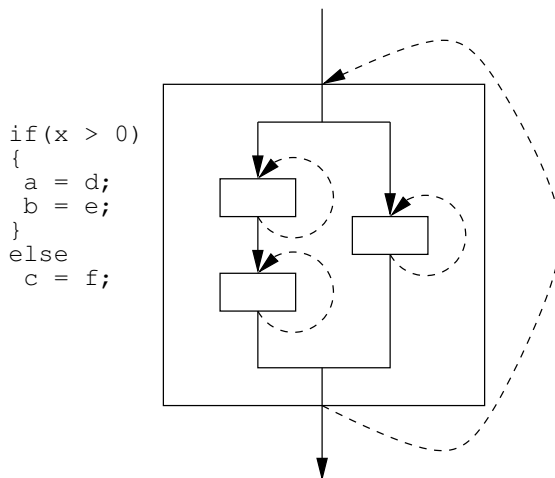 if(x > 0)
{
a = d;
b = e;
}
else
c = f;